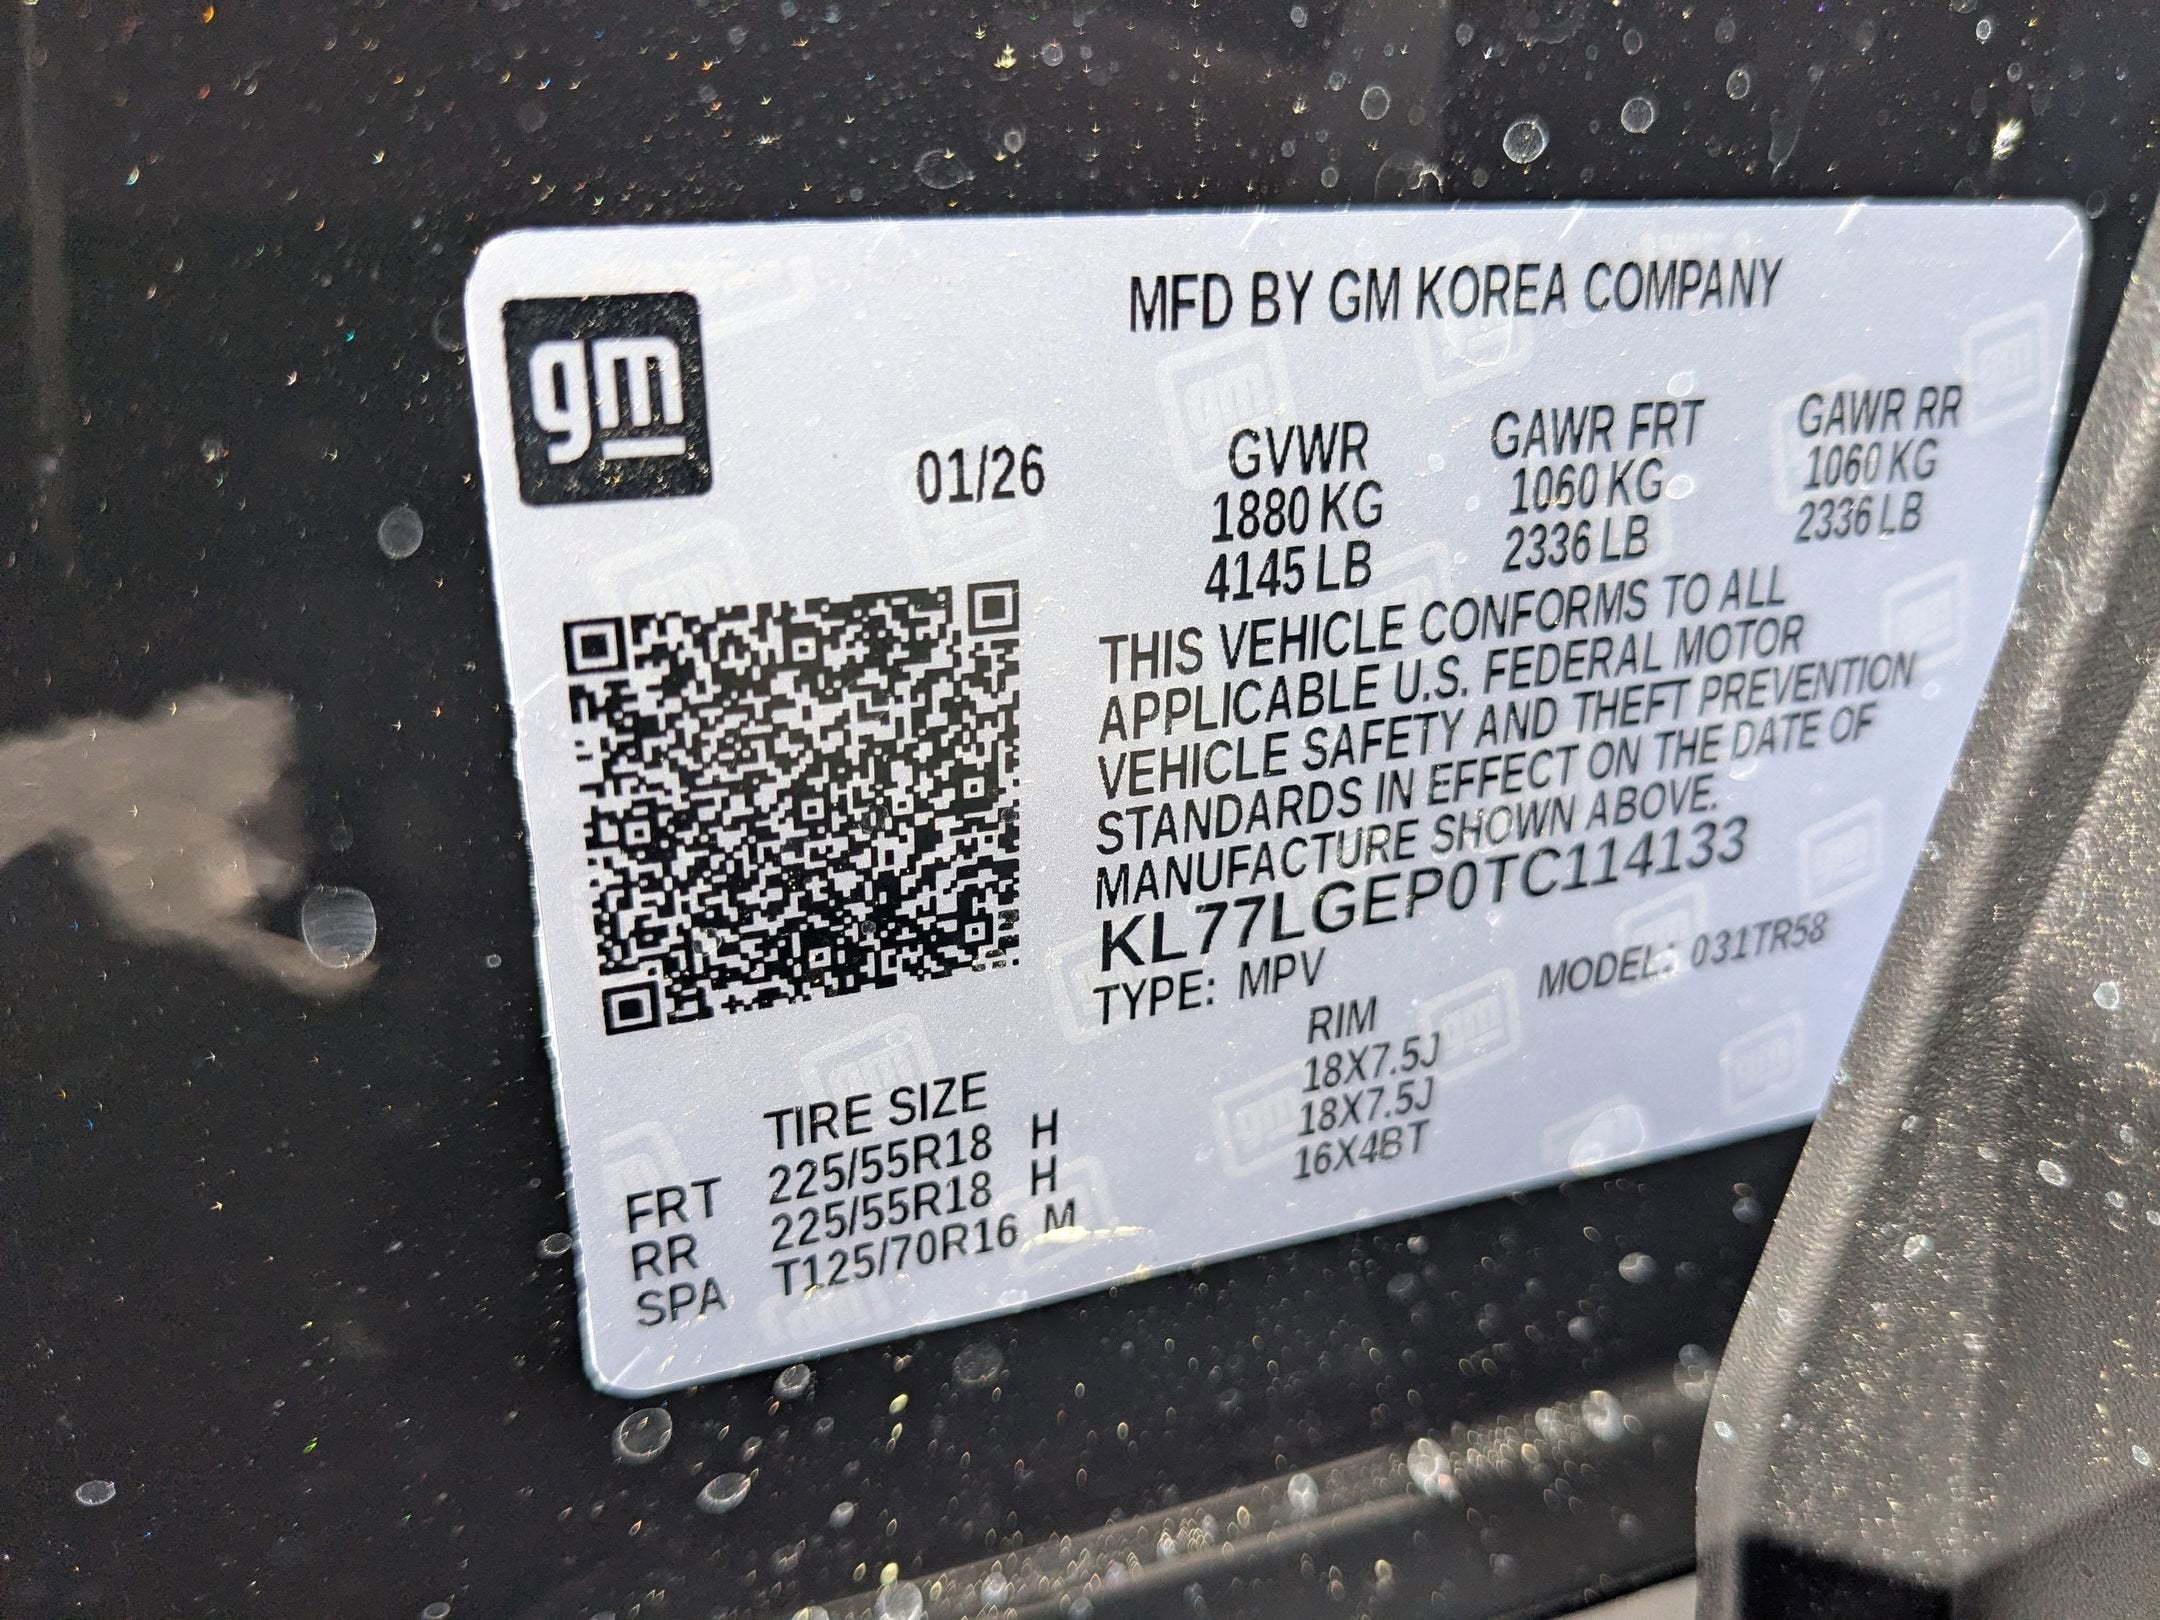 gm
MFD BY GM KOREA COMPANY
01/26
GVWR GAWR FRT GAWR RR
1880 KG 1060 KG 1060 KG
4145 LB 2336 LB 2336 LB
THIS VEHICLE CONFORMS TO ALL
APPLICABLE U.S. FEDERAL MOTOR
VEHICLE SAFETY AND THEFT PREVENTION
STANDARDS IN EFFECT ON THE DATE OF
MANUFACTURE SHOWN ABOVE.
KL77LGEP0TC114133
TYPE: MPV MODEL: 031TR58
TIRE SIZE RIM
FRT 225/55R18 H 18X7.5J
RR 225/55R18 H 18X7.5J
SPA T125/70R16 M 16X4BT